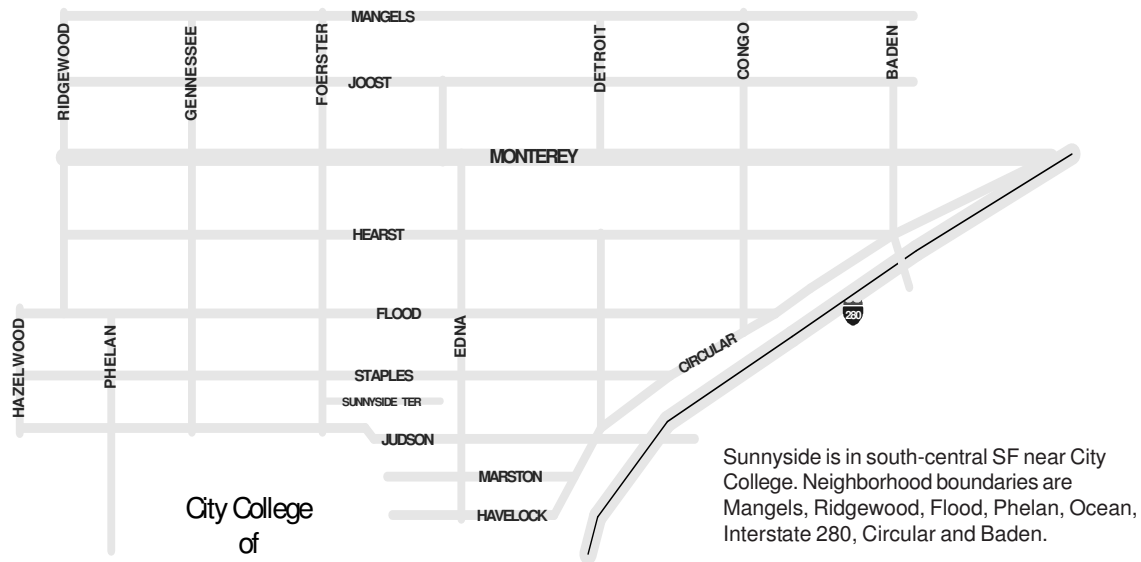 MANGELS
RIDGEWOOD
GENNESSEE
FOERSTER
DETROIT
CONGO
BADEN
JOOST
MONTEREY
HEARST
FLOOD
280
HAZELWOOD
PHELAN
EDNA
CIRCULAR
STAPLES
SUNNYSIDE TER
JUDSON
MARSTON
HAVELOCK
City College
of
Sunnyside is in south-central SF near City
College. Neighborhood boundaries are
Mangels, Ridgewood, Flood, Phelan, Ocean,
Interstate 280, Circular and Baden.